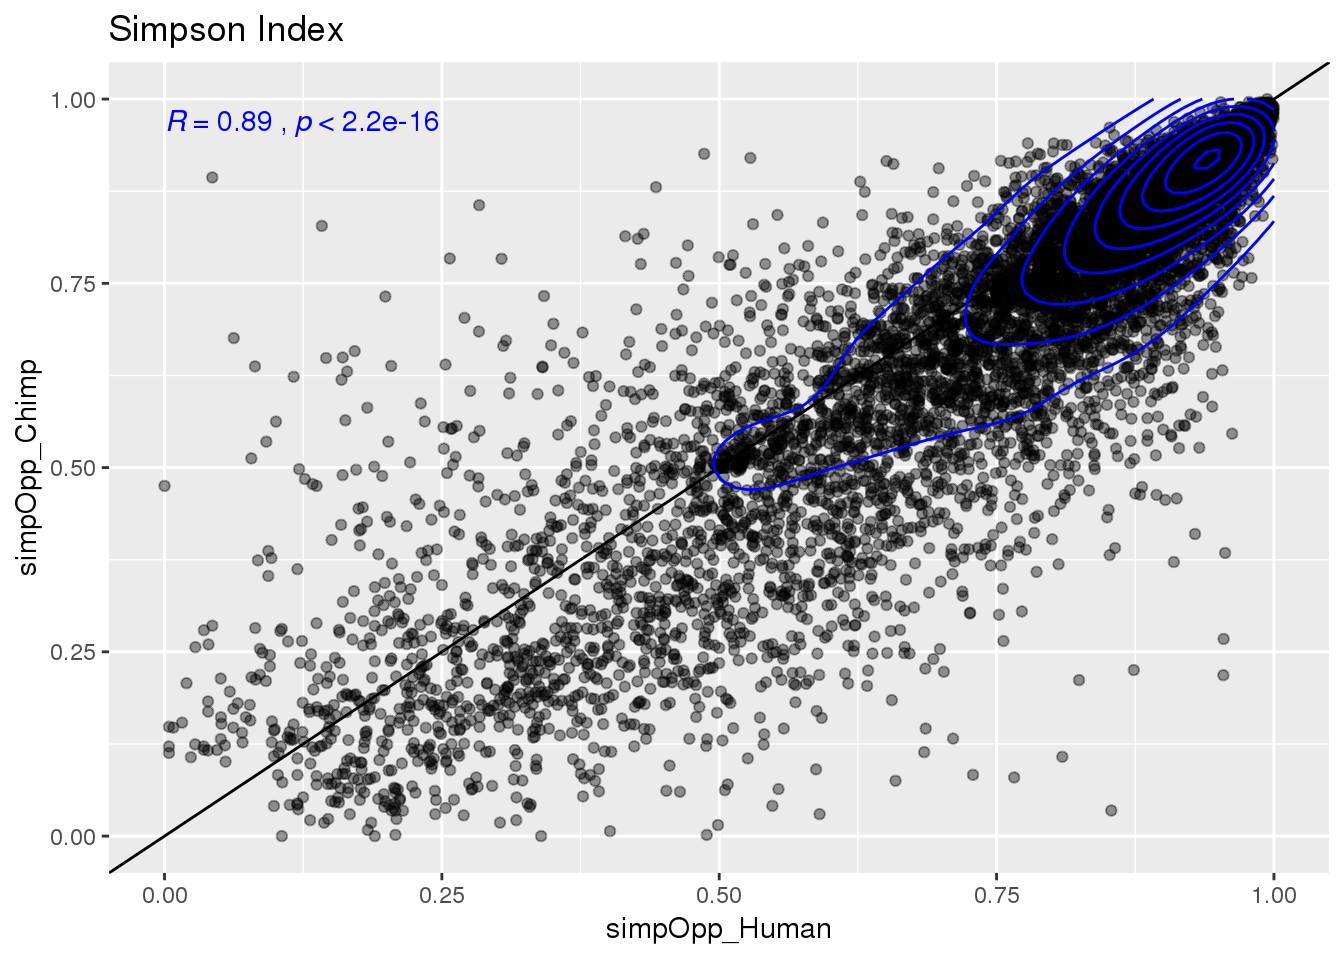 Simpson Index
R = 0.89 , p < 2.2e-16
1.00
0.75
0.50
0.25
0.00
simpOpp_Chimp
0.00 0.25 0.50 0.75 1.00
simpOpp_Human